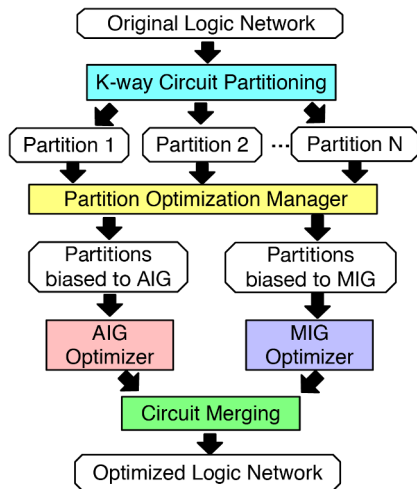 Original Logic Network
K-way Circuit Partitioning
Partition 1 Partition 2 ... Partition N
Partition Optimization Manager
Partitions
biased to AIG
Partitions
biased to MIG
AIG
Optimizer
MIG
Optimizer
Circuit Merging
Optimized Logic Network